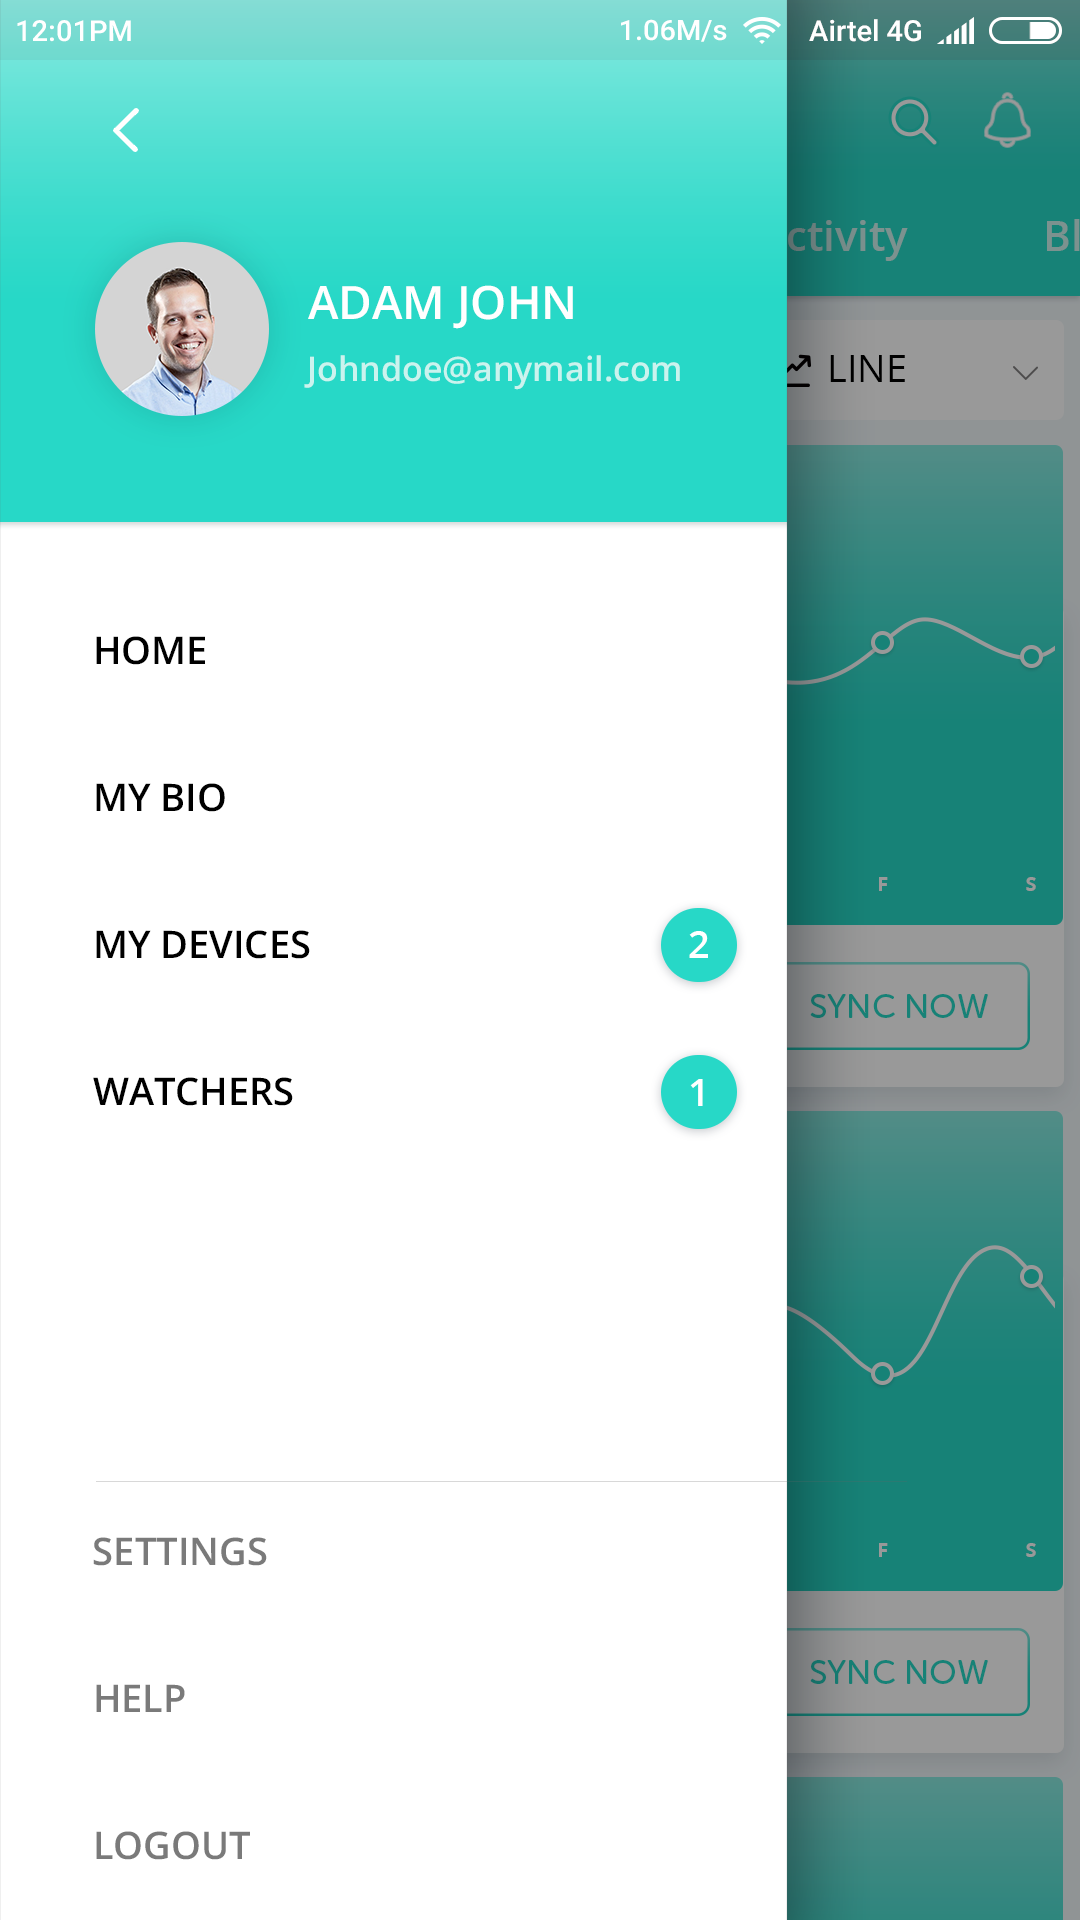 12:01PM 1.06M/s Airtel 4G
ctivity Bl
ADAM JOHN
Johndoe@anymail.com
LINE
HOME
MY BIO
F S
MY DEVICES 2
SYNC NOW
WATCHERS 1
SETTINGS
F S
HELP
SYNC NOW
LOGOUT